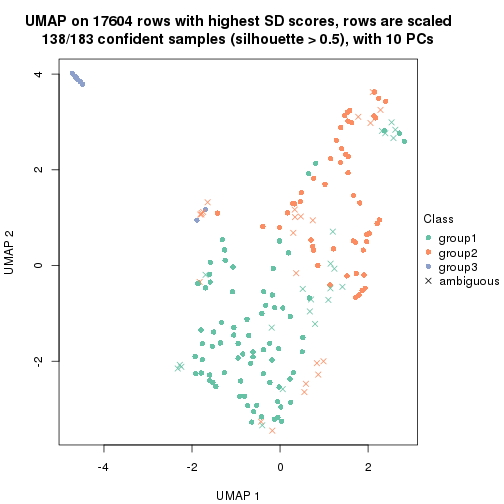 UMAP on 17604 rows with highest SD scores, rows are scaled
138/183 confident samples (silhouette > 0.5), with 10 PCs
4
2
0
-2
UMAP 2
-4
-2
0
2
UMAP 1
Class
group1
group2
group3
ambiguous